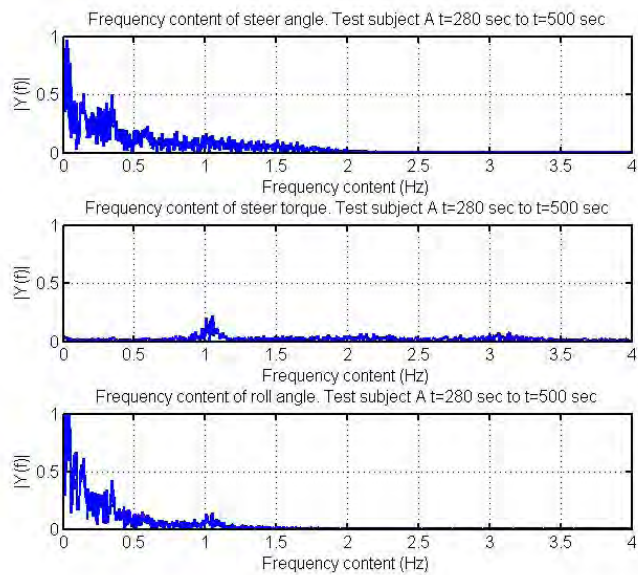 Frequency content of steer angle. Test subject A t=280 sec to t=500 sec
|Y(f)|
1
0.5
0
0 0.5 1 1.5 2 2.5 3 3.5 4
Frequency content (Hz)
Frequency content of steer torque. Test subject A t=280 sec to t=500 sec
|Y(f)|
1
0.5
0
0 0.5 1 1.5 2 2.5 3 3.5 4
Frequency content (Hz)
Frequency content of roll angle. Test subject A t=280 sec to t=500 sec
|Y(f)|
1
0.5
0
0 0.5 1 1.5 2 2.5 3 3.5 4
Frequency content (Hz)